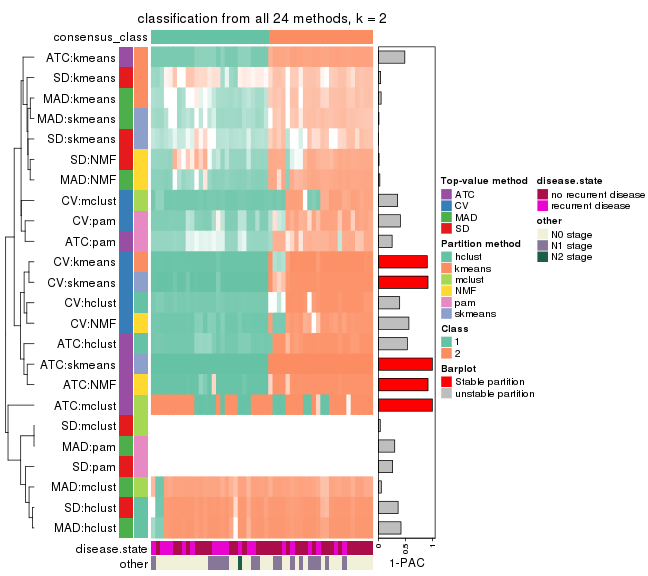 classification from all 24 methods, k = 2
consensus_class
ATC:kmeans
SD:kmeans
MAD:kmeans
MAD:skmeans
SD:skmeans
SD:NMF
MAD:NMF
CV:mclust
CV:pam
ATC:pam
CV:kmeans
CV:skmeans
CV:hclust
CV:NMF
ATC:hclust
ATC:skmeans
ATC:NMF
ATC:mclust
SD:mclust
MAD:pam
SD:pam
MAD:mclust
SD:hclust
MAD:hclust
disease.state
other
0 0.5 1
1-PAC
Top-value method
ATC
CV
MAD
SD
Partition method
hclust
kmeans
mclust
NMF
pam
skmeans
Class
1
2
Barplot
Stable partition
unstable partition
disease.state
no recurrent disease
recurrent disease
other
N0 stage
N1 stage
N2 stage